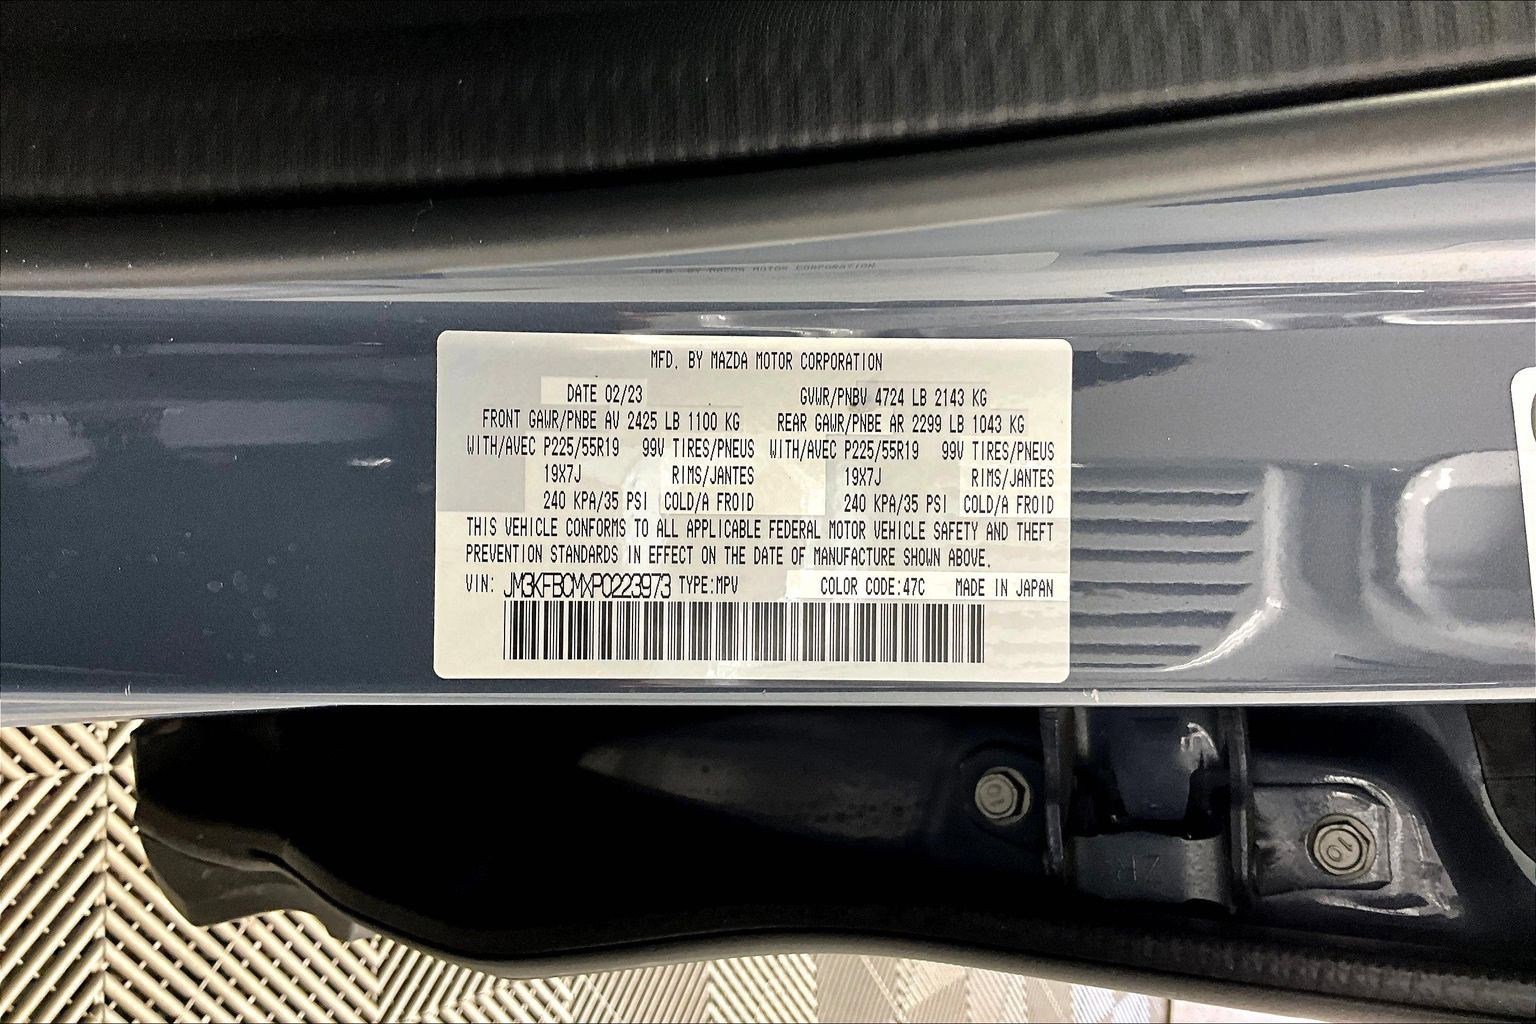 MFD. BY MAZDA MOTOR CORPORATION
DATE 02/23 GVWR/PNBV 4724 LB 2143 KG
FRONT GAWR/PNBE AV 2425 LB 1100 KG REAR GAWR/PNBE AR 2299 LB 1043 KG
WITH/AVEC P225/55R19 99V TIRES/PNEUS WITH/AVEC P225/55R19 99V TIRES/PNEUS
19X7J RIMS/JANTES 19X7J RIMS/JANTES
240 KPA/35 PSI COLD/A FROID 240 KPA/35 PSI COLD/A FROID
THIS VEHICLE CONFORMS TO ALL APPLICABLE FEDERAL MOTOR VEHICLE SAFETY AND THEFT
PREVENTION STANDARDS IN EFFECT ON THE DATE OF MANUFACTURE SHOWN ABOVE.
VIN: JM3KFBCMXP0223973 TYPE:MPV COLOR CODE:47C MADE IN JAPAN
10
10